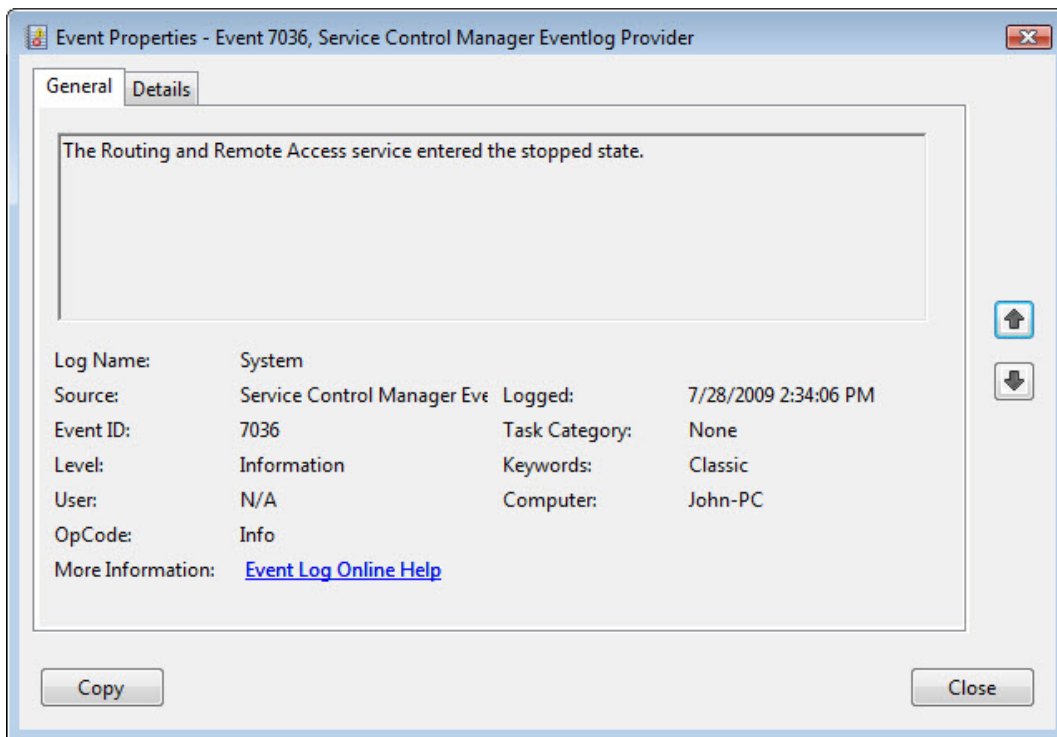 Event Properties - Event 7036, Service Control Manager Eventlog Provider
General Details
The Routing and Remote Access service entered the stopped state.
Log Name: System
Source: Service Control Manager Eve Logged: 7/28/2009 2:34:06 PM
Event ID: 7036 Task Category: None
Level: Information Keywords: Classic
User: N/A Computer: John-PC
OpCode: Info
More Information: Event Log Online Help
Copy Close